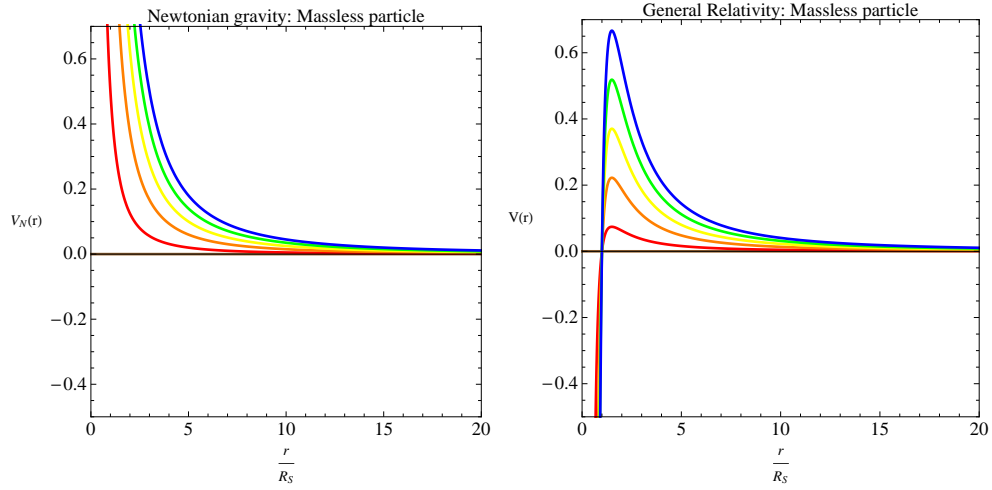 Newtonian gravity: Massless particle
0.6
0.4
0.2
V_N(r)
0.0
−0.2
−0.4
0 5 10 15 20
r
R_S
General Relativity: Massless particle
0.6
0.4
0.2
V(r)
0.0
−0.2
−0.4
0 5 10 15 20
r
R_S